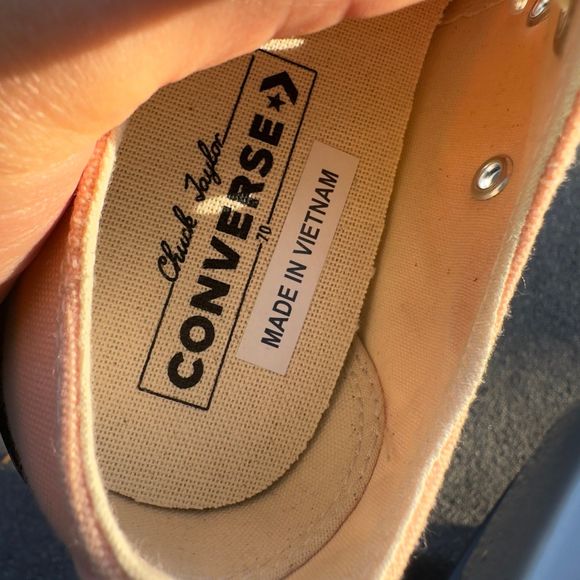 Chuck Taylor
CONVERSE
70
MADE IN VIETNAM